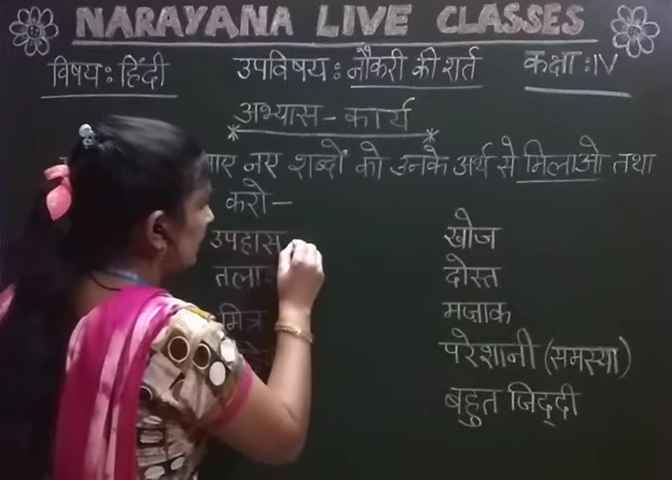 NARAYANA LIVE CLASSES
विषय : हिंदी उपविषय : नौकरी की शर्त कक्षा : IV
अभ्यास - कार्य
नए शब्दों को उनके अर्थ से मिलाओ तथा
करो -
उपहास खोज
दोस्त
मित्र मजाक
परेशानी (समस्या)
बहुत जिद्दी